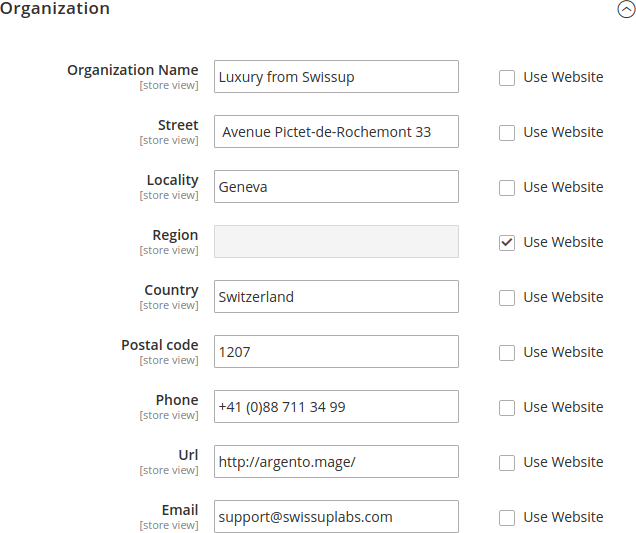 Organization
Organization Name Luxury from Swissup Use Website
[store view]
Street Avenue Pictet-de-Rochemont 33 Use Website
[store view]
Locality Geneva Use Website
[store view]
Region Use Website
[store view]
Country Switzerland Use Website
[store view]
Postal code 1207 Use Website
[store view]
Phone +41 (0)88 711 34 99 Use Website
[store view]
Url http://argento.mage/ Use Website
[store view]
Email support@swissuplabs.com Use Website
[store view]